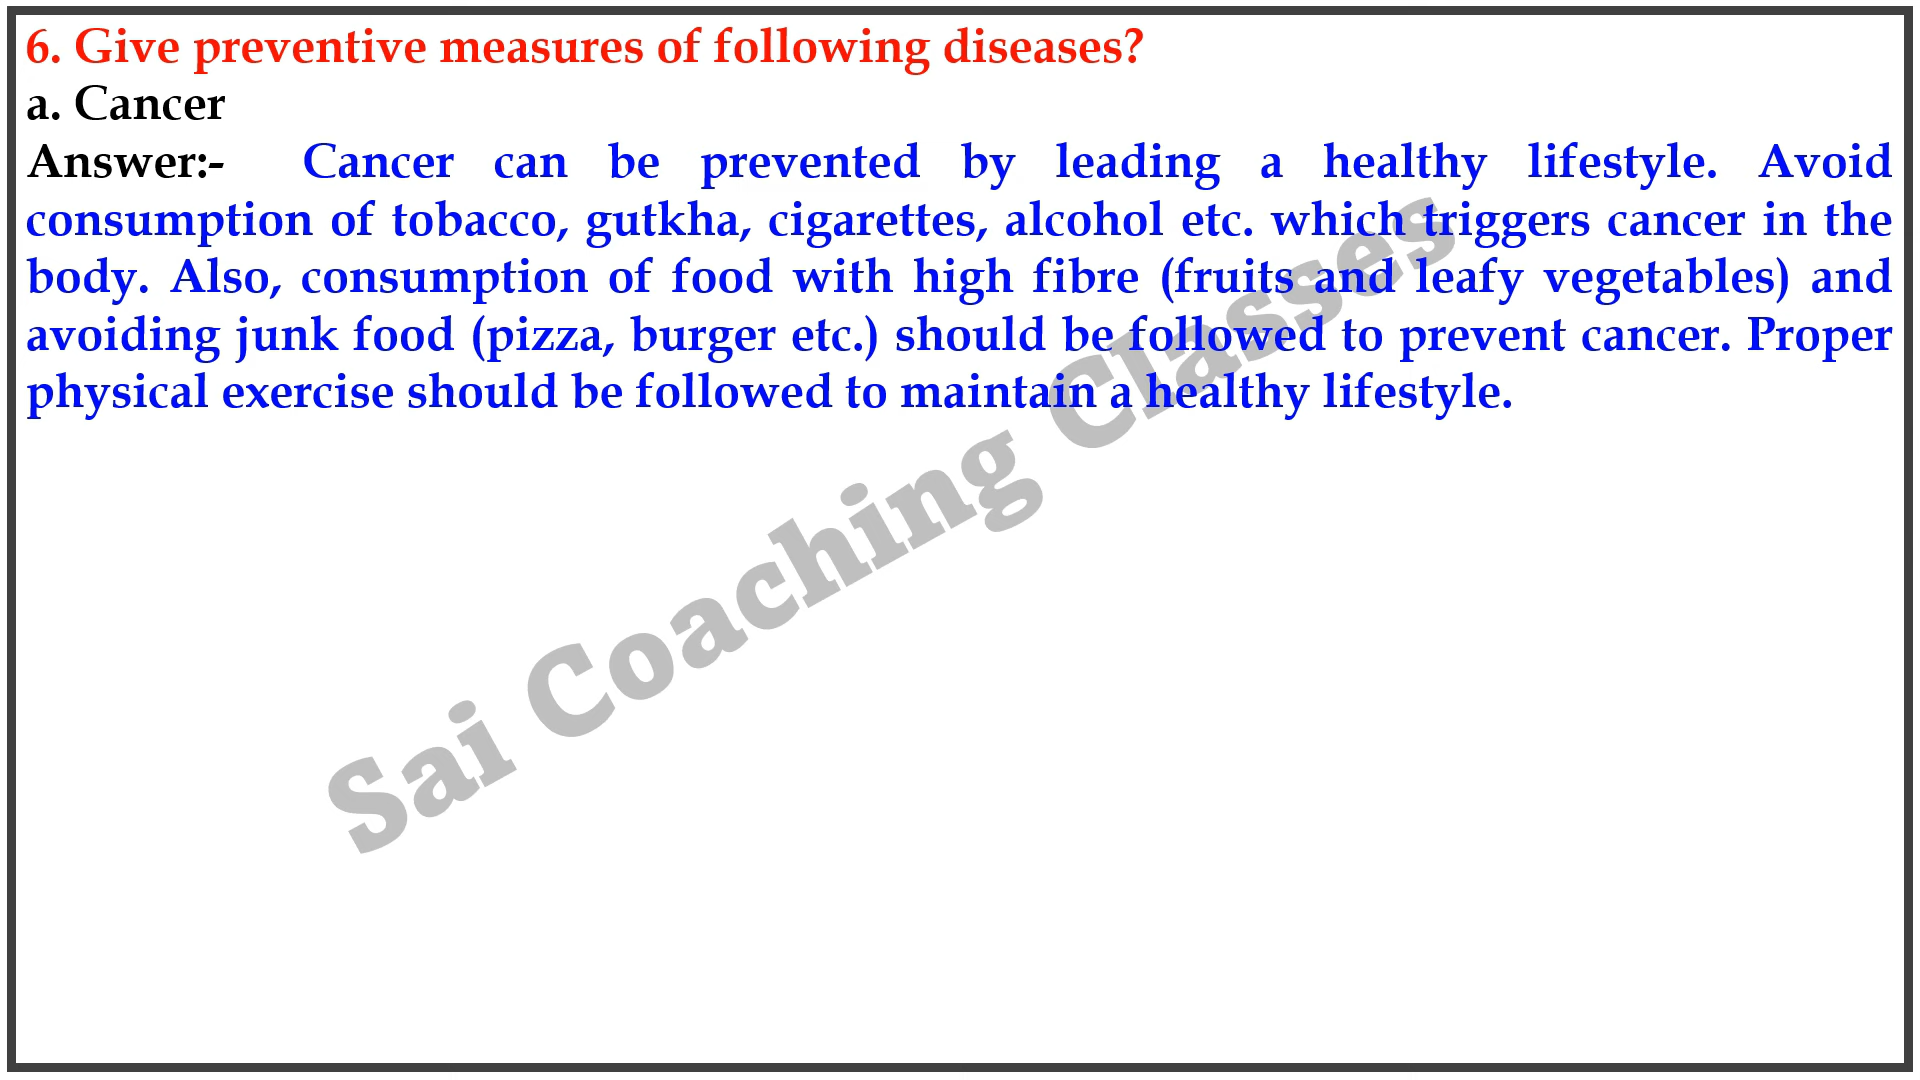 6. Give preventive measures of following diseases?
a. Cancer
Answer:- Cancer can be prevented by leading a healthy lifestyle. Avoid
consumption of tobacco, gutkha, cigarettes, alcohol etc. which triggers cancer in the
body. Also, consumption of food with high fibre (fruits and leafy vegetables) and
avoiding junk food (pizza, burger etc.) should be followed to prevent cancer. Proper
physical exercise should be followed to maintain a healthy lifestyle.
Sai Coaching Classes